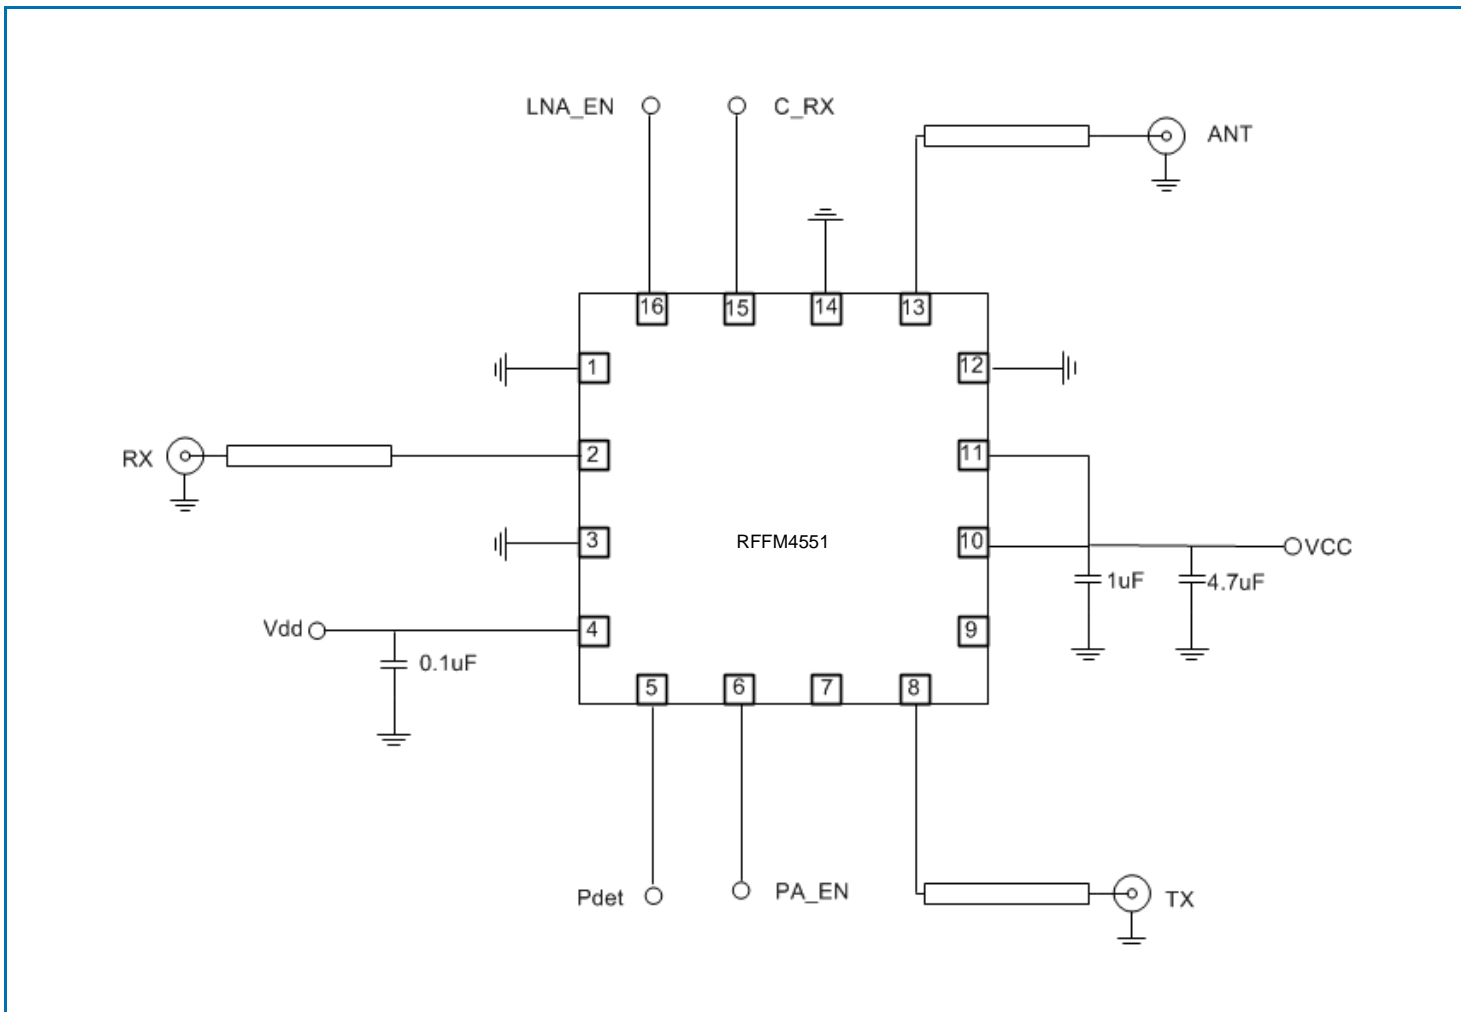 LNA_EN
C_RX
ANT
16
15
14
13
1
12
RX
2
11
3
RFFM4551
10
VCC
1uF
4.7uF
Vdd
4
9
0.1uF
5
6
7
8
Pdet
PA_EN
TX